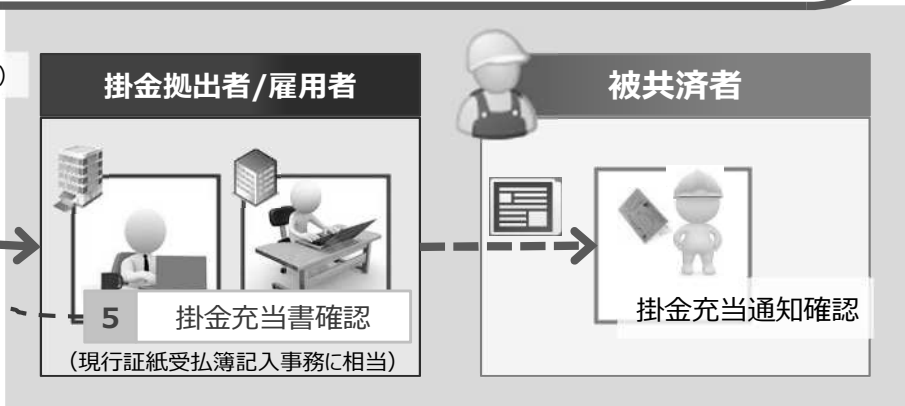 ）
掛金拠出者/雇用者
被共済者
5 掛金充当書確認
（現行証紙受払簿記入事務に相当）
掛金充当通知確認